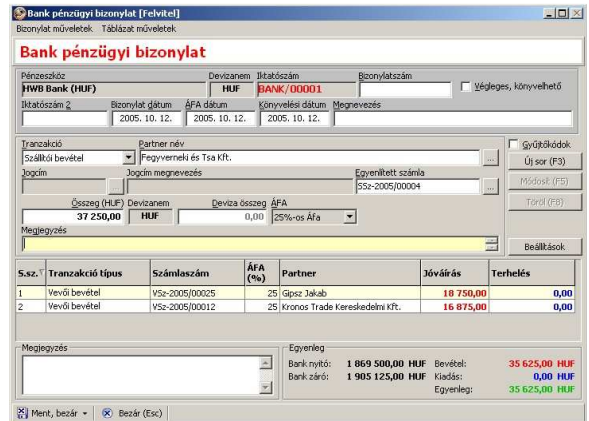 Bank pénzügyi bizonylat [Felvitel]
Bizonylat műveletek Táblázat műveletek
Bank pénzügyi bizonylat
Pénzeszköz Devizanem Iktatószám Bizonylatszám
HWB Bank (HUF) HUF BANK/00001 Végleges, könyvelhető
Iktatószám 2 Bizonylat dátum ÁFA dátum Könyvelési dátum Megnevezés
2005. 10. 12. 2005. 10. 12. 2005. 10. 12.
Tranzakció Partner név Gyűjtőkódok
Szállítói bevétel Fegyverneki és Tsa Kft. ... Új sor (F3)
Jogcím Jogcím megnevezés Egyenlített számla Módosít (F5)
... SSz-2005/00004 ...
Összeg (HUF) Devizanem Deviza összeg ÁFA Töröl (F8)
37 250,00 HUF 0,00 25%-os Áfa
Megjegyzés
Beállítások
S.sz. Tranzakció típus Számlaszám ÁFA (%) Partner Jóváírás Terhelés
1 Vevői bevétel VSz-2005/00025 25 Gipsz Jakab 18 750,00 0,00
2 Vevői bevétel VSz-2005/00012 25 Kronos Trade Kereskedelmi Kft. 16 875,00 0,00
Megjegyzés Egyenleg
Bank nyitó: 1 869 500,00 HUF Bevétel: 35 625,00 HUF
Bank záró: 1 905 125,00 HUF Kiadás: 0,00 HUF
Egyenleg: 35 625,00 HUF
Ment, bezár Bezár (Esc)